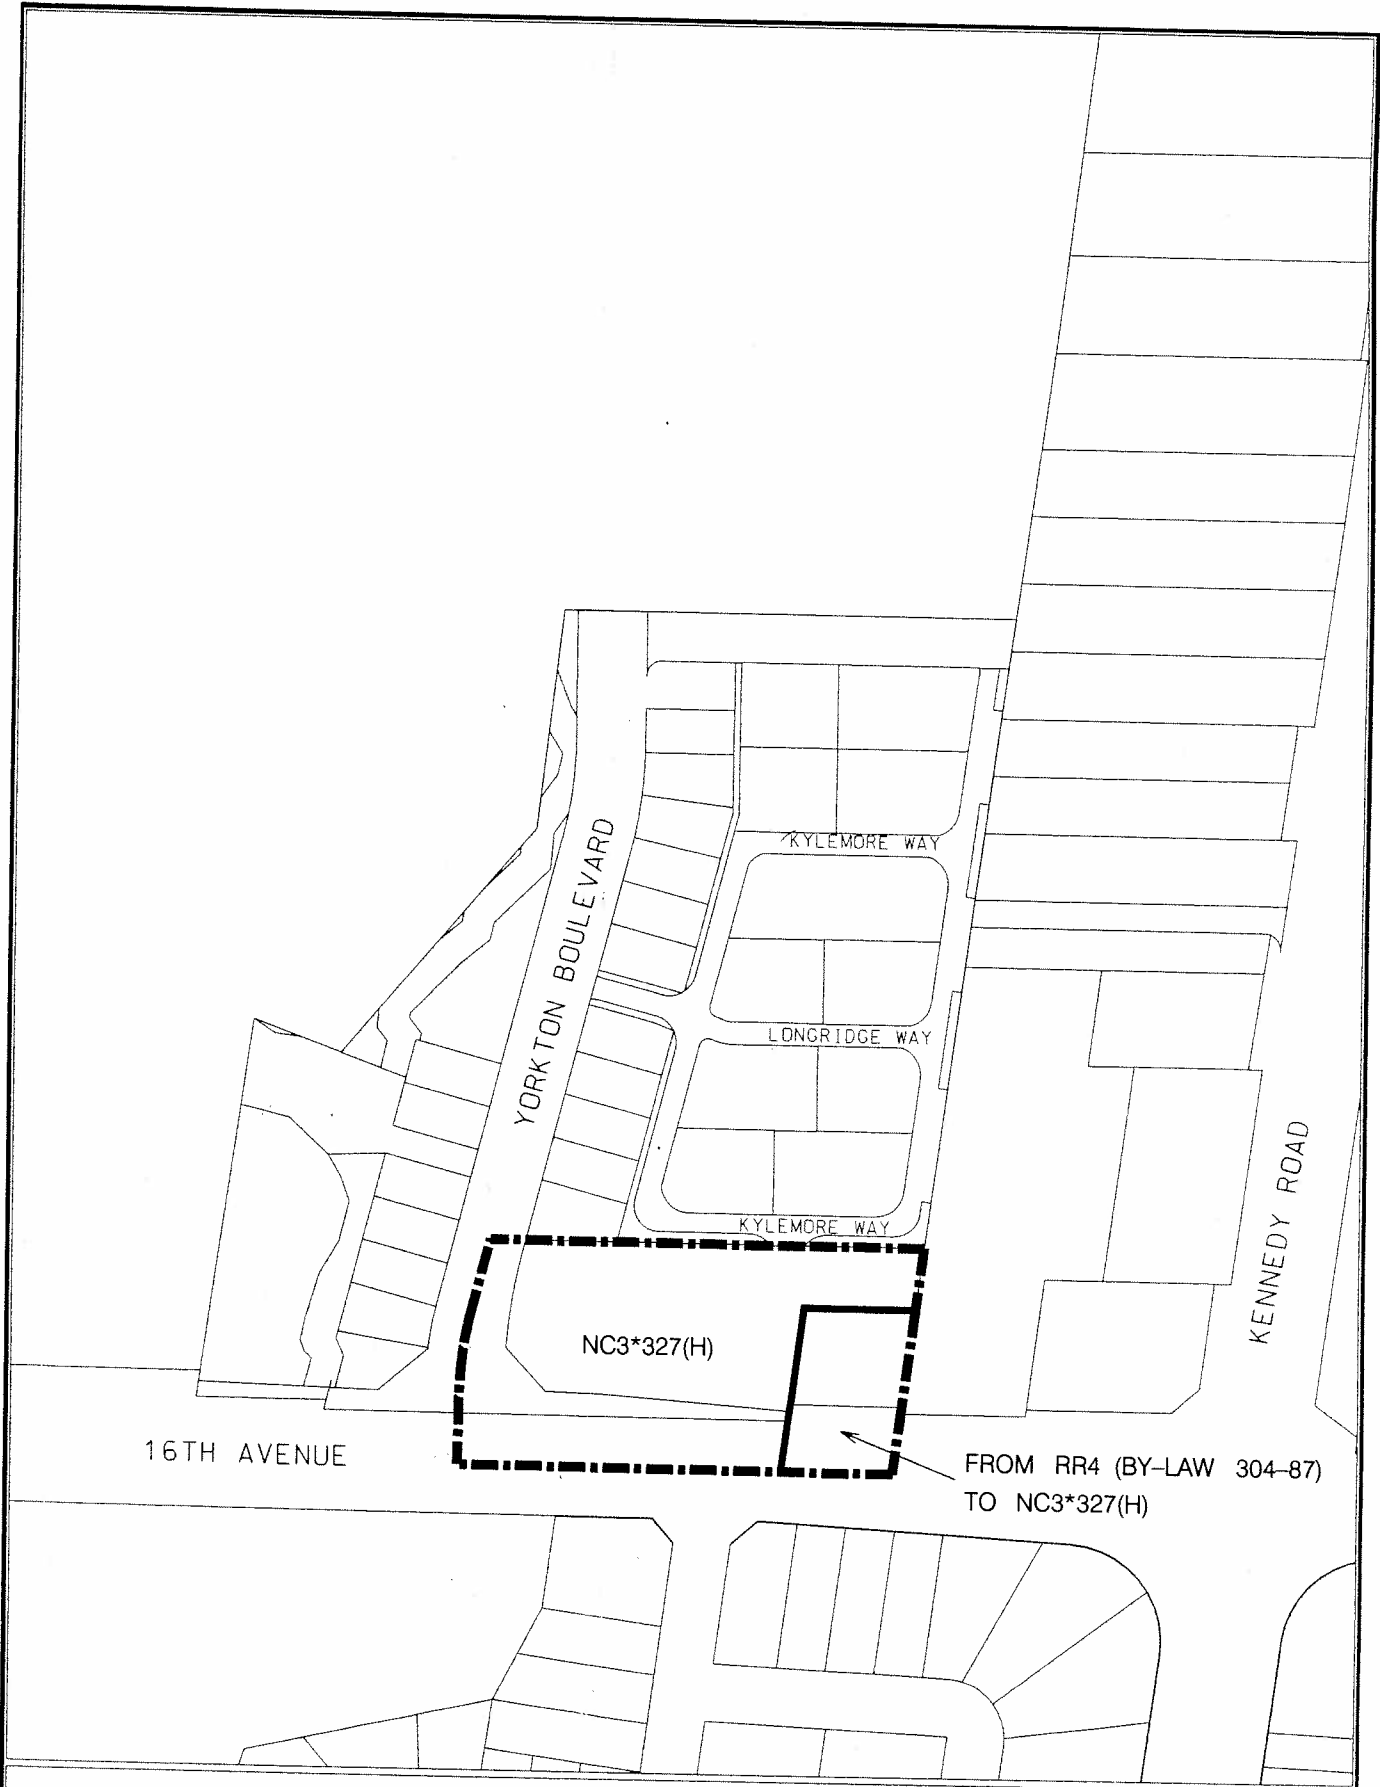 KYLEMORE WAY
YORKTON BOULEVARD
LONGRIDGE WAY
KENNEDY ROAD
KYLEMORE WAY
NC3*327(H)
16TH AVENUE
FROM RR4 (BY-LAW 304-87)
TO NC3*327(H)